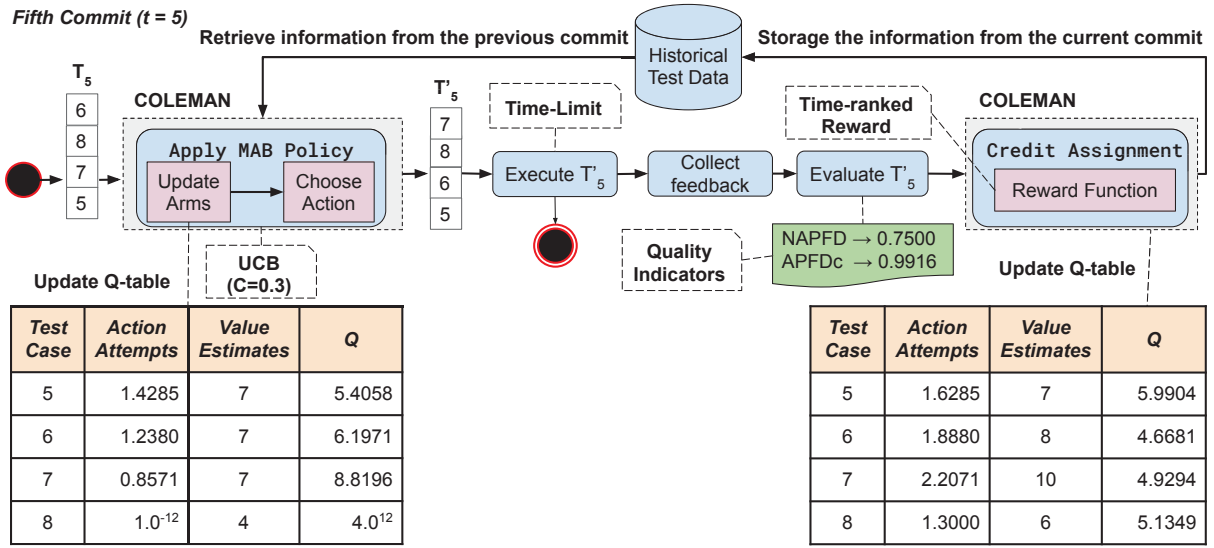 Fifth Commit (t = 5)
Retrieve information from the previous commit
Storage the information from the current commit
Historical
Test Data
T5
6
8
7
5
COLEMAN
Apply MAB Policy
Update
Arms
Choose
Action
T'5
7
8
6
5
Time-Limit
Execute T'5
Collect
feedback
Evaluate T'5
Time-ranked
Reward
COLEMAN
Credit Assignment
Reward Function
UCB
(C=0.3)
Quality
Indicators
NAPFD → 0.7500
APFDc → 0.9916
Update Q-table
Test Case Action Attempts Value Estimates Q
5 1.4285 7 5.4058
6 1.2380 7 6.1971
7 0.8571 7 8.8196
8 1.0-12 4 4.012
Update Q-table
Test Case Action Attempts Value Estimates Q
5 1.6285 7 5.9904
6 1.8880 8 4.6681
7 2.2071 10 4.9294
8 1.3000 6 5.1349